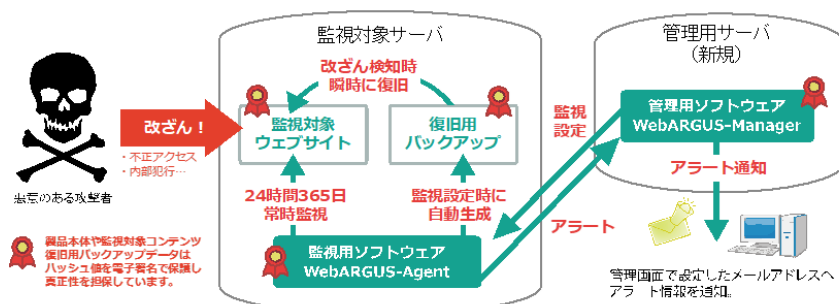 監視対象サーバ
管理用サーバ
(新規)
改ざん検知時
瞬時に復旧
改ざん！
・不正アクセス
・内部犯行…
悪意のある攻撃者
監視対象
ウェブサイト
復旧用
バックアップ
監視
設定
管理用ソフトウェア
WebARGUS-Manager
アラート通知
24時間365日
常時監視
監視設定時に
自動生成
アラート
監視用ソフトウェア
WebARGUS-Agent
製品本体や監視対象コンテンツ
復旧用バックアップデータは
ハッシュ値を電子署名で保護し
真正性を担保しています。
管理画面で設定したメールアドレスへ
アラート情報を通知。